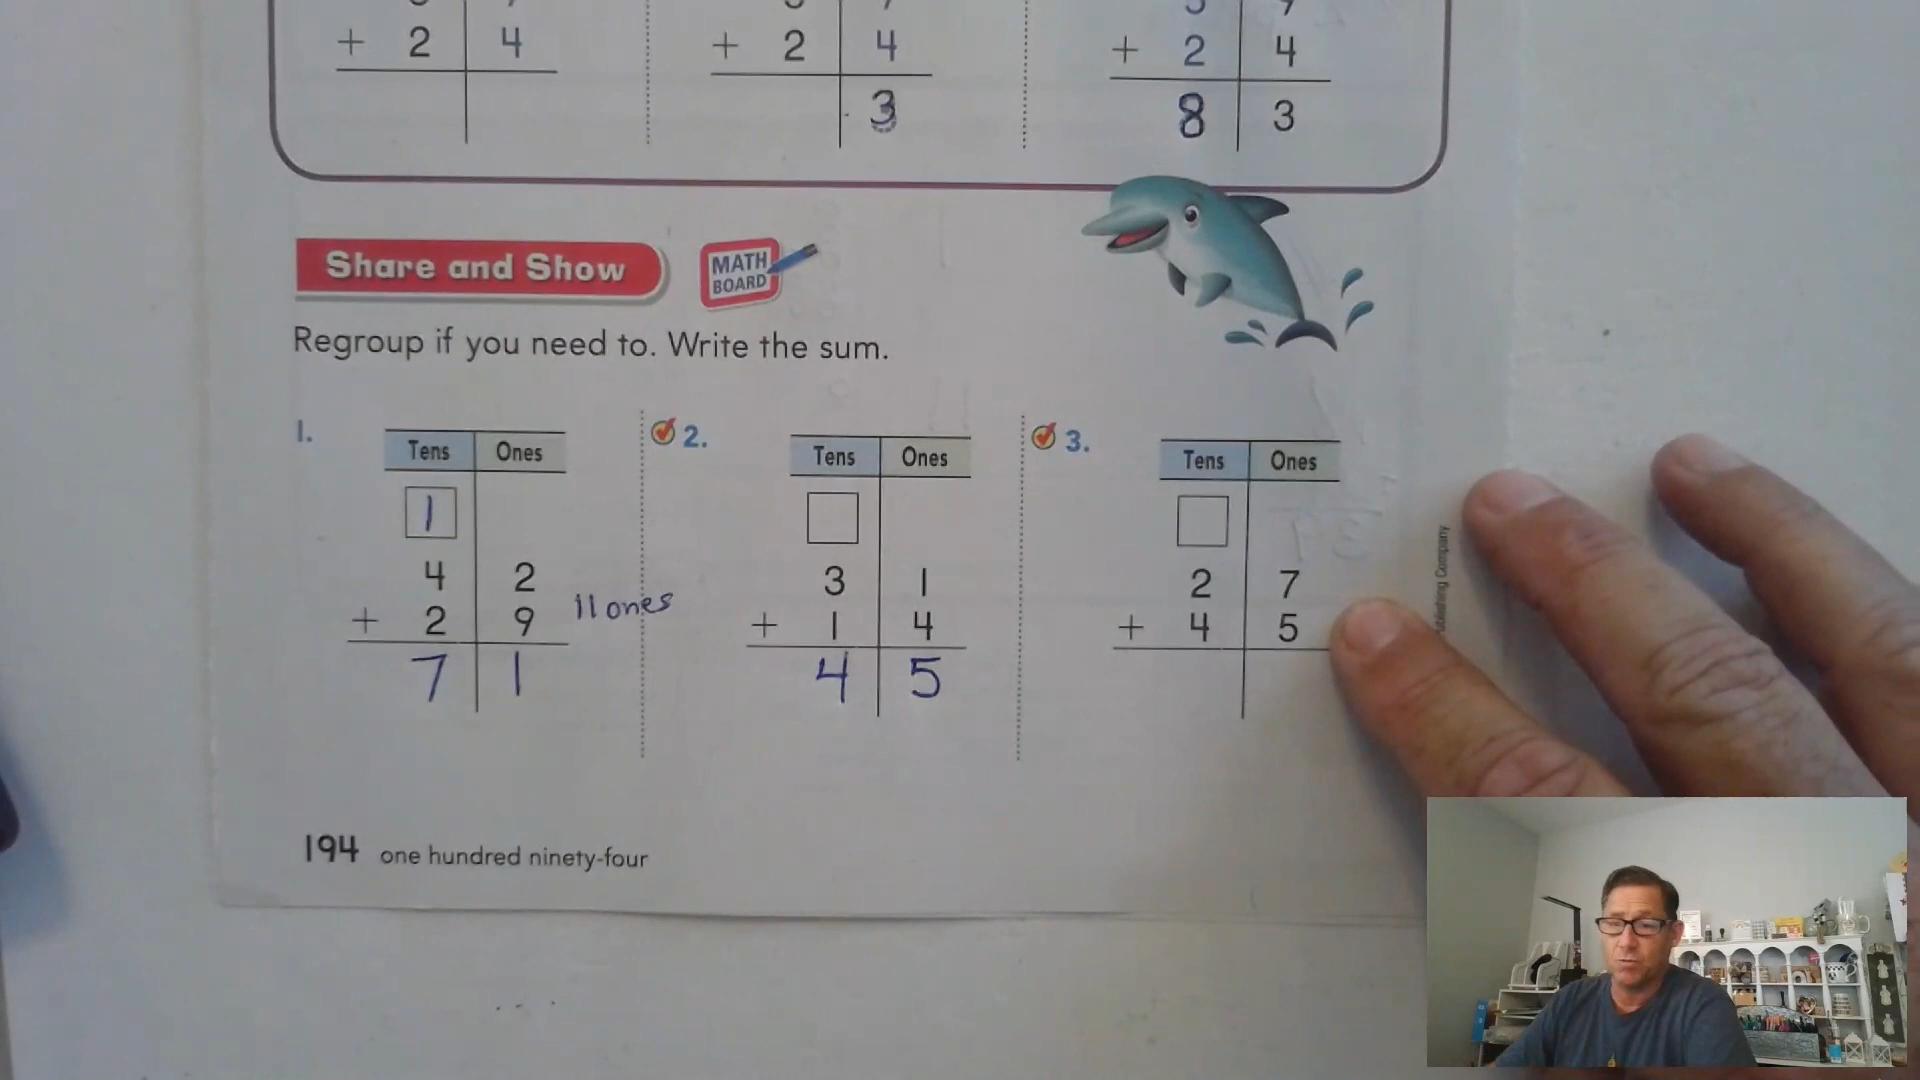 + 2 4
+ 2 4
+ 2 4
3
8 3
Share and Show
MATH BOARD
Regroup if you need to. Write the sum.
1.
Tens Ones
1
4 2
+ 2 9 11 ones
7 1
2.
Tens Ones
3 1
+ 1 4
4 5
3.
Tens Ones
2 7
+ 4 5
194 one hundred ninety-four
Company